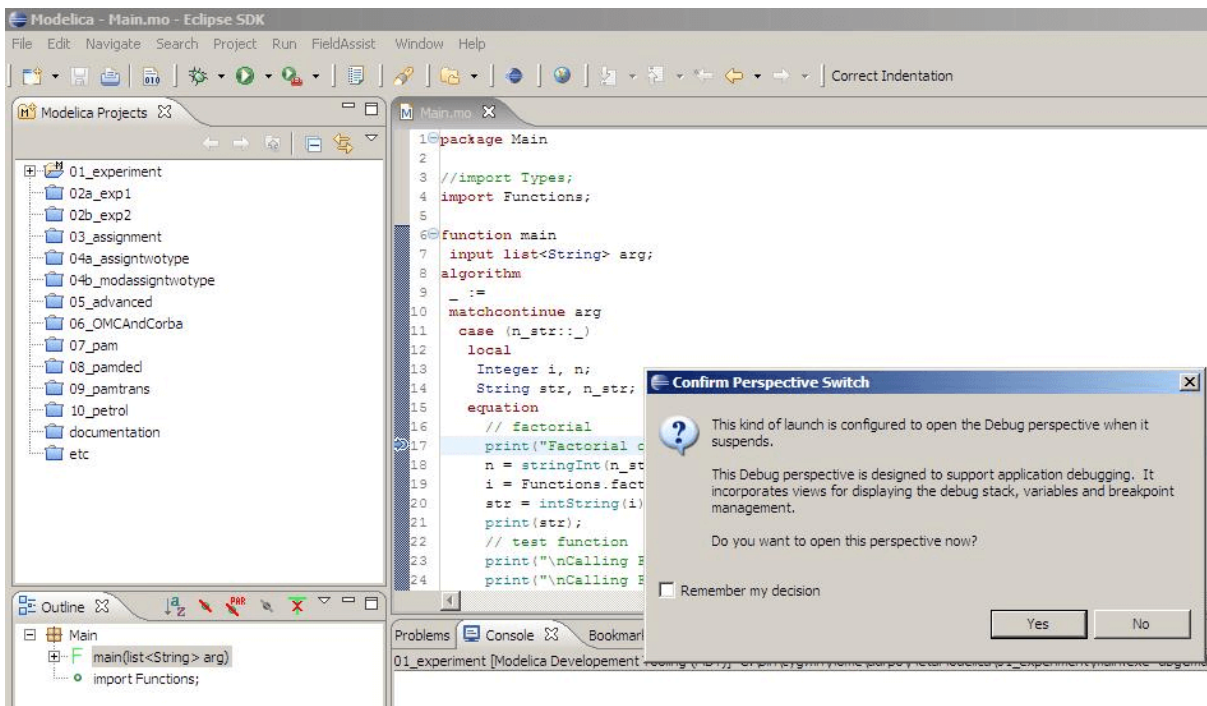 Modelica - Main.mo - Eclipse SDK
File Edit Navigate Search Project Run FieldAssist Window Help
Correct Indentation
Modelica Projects
01_experiment
02a_exp1
02b_exp2
03_assignment
04a_assigntwotype
04b_modassigntwotype
05_advanced
06_OMCAndCorba
07_pam
08_pamdecl
09_pamtrans
10_petrol
documentation
etc
Outline
Main
main(list<String> arg)
import Functions;
Main.mo
1 package Main
2
3 //import Types;
4 import Functions;
5
6 function main
7 input list<String> arg;
8 algorithm
9 _ :=
10 matchcontinue arg
11 case (n_str::_)
12 local
13 Integer i, n;
14 String str, n_str;
15 equation
16 // factorial
17 print("Factorial
18 n = stringInt(n_st
19 i = Functions.fact
20 str = intString(i)
21 print(str);
22 // test function
23 print("\nCalling
24 print("\nCalling
Confirm Perspective Switch
This kind of launch is configured to open the Debug perspective when it
suspends.
This Debug perspective is designed to support application debugging. It
incorporates views for displaying the debug stack, variables and breakpoint
management.
Do you want to open this perspective now?
Remember my decision
Yes No
Problems Console Bookmar
01_experiment [Modelica Developement